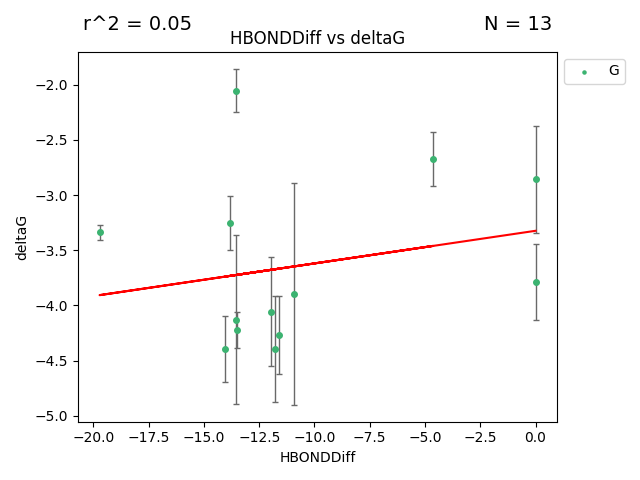 r^2 = 0.05
N = 13
HBONDDiff vs deltaG
G
−2.0
−2.5
−3.0
−3.5
−4.0
−4.5
−5.0
deltaG
−20.0 −17.5 −15.0 −12.5 −10.0 −7.5 −5.0 −2.5 0.0
HBONDDiff